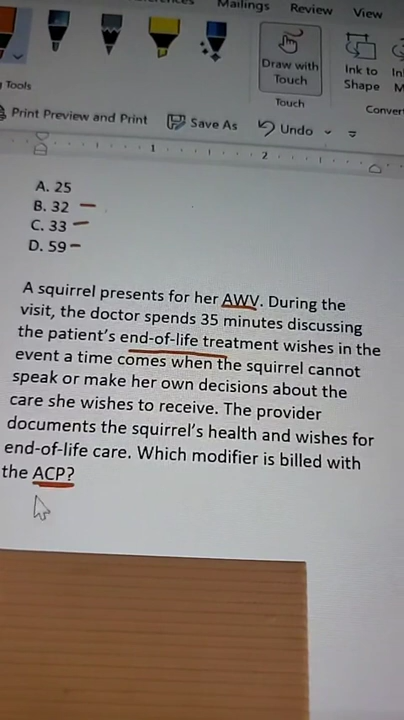 Mailings Review View
Tools
Draw with
Touch
Touch
Ink to
Shape
Convert
Print Preview and Print Save As Undo
1 2
A. 25
B. 32
C. 33
D. 59
A squirrel presents for her AWV. During the
visit, the doctor spends 35 minutes discussing
the patient's end-of-life treatment wishes in the
event a time comes when the squirrel cannot
speak or make her own decisions about the
care she wishes to receive. The provider
documents the squirrel's health and wishes for
end-of-life care. Which modifier is billed with
the ACP?